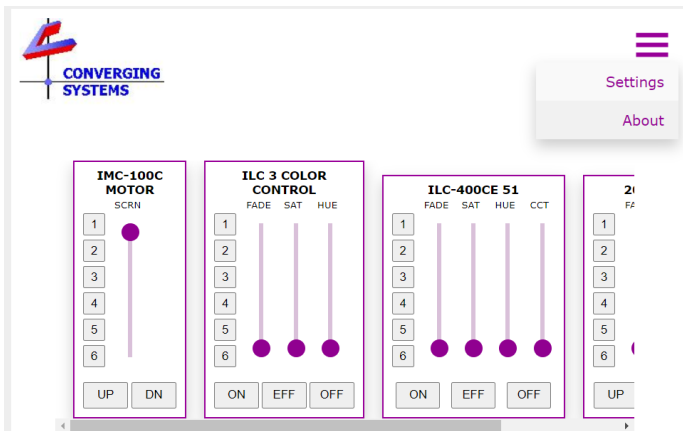 CONVERGING
SYSTEMS
Settings
About
IMC-100C
MOTOR
SCRN
1
2
3
4
5
6
UP DN
ILC 3 COLOR
CONTROL
FADE SAT HUE
1
2
3
4
5
6
ON EFF OFF
ILC-400CE 51
FADE SAT HUE CCT
1
2
3
4
5
6
ON EFF OFF
1
2
3
4
5
6
UP